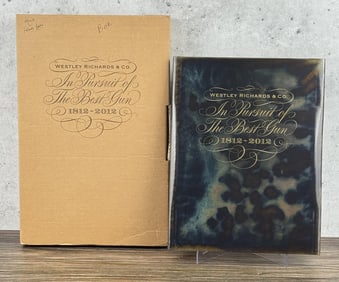 WESTLEY RICHARDS & CO.
In Pursuit of
The Best Gun
1812-2012
WESTLEY RICHARDS & CO.
In Pursuit of
The Best Gun
1812-2012